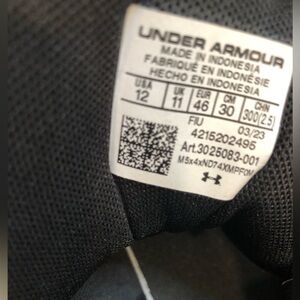 UNDER ARMOUR
MADE IN INDONESIA
FABRIQUÉ EN INDONÉSIE
HECHO EN INDONESIA
USA UK EUR CM CHN
12 11 46 30 300(2.5)
FIU 03/23
4215202495
Art.3025083-001
M5x4xND74XMPF0M